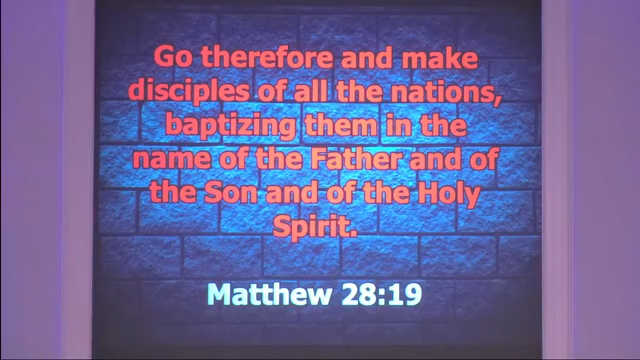 Go therefore and make
disciples of all the nations,
baptizing them in the
name of the Father and of
the Son and of the Holy
Spirit.
Matthew 28:19